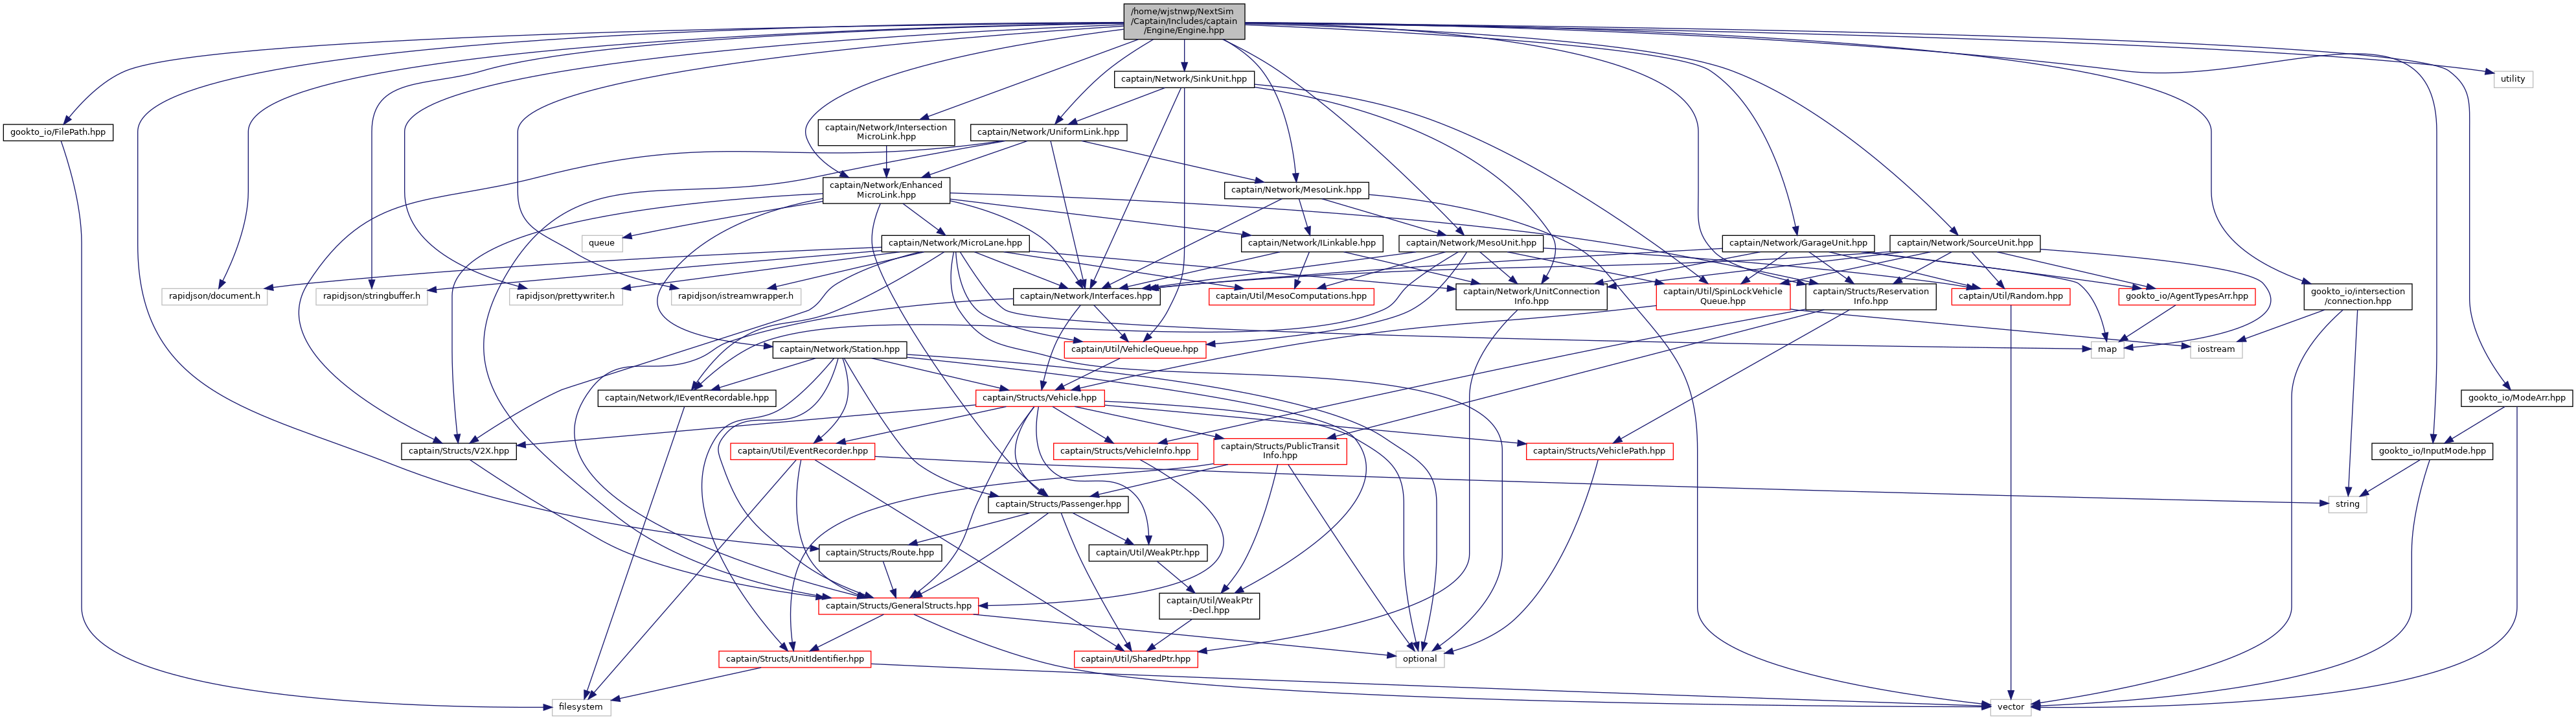 /home/wjstnwp/NextSim
/Captain/Includes/captain
/Engine/Engine.hpp
captain/Network/SinkUnit.hpp
utility
gookto_io/FilePath.hpp
captain/Network/Intersection
MicroLink.hpp
captain/Network/UniformLink.hpp
captain/Network/Enhanced
MicroLink.hpp
captain/Network/MesoLink.hpp
queue
captain/Network/MicroLane.hpp
captain/Network/ILinkable.hpp
captain/Network/MesoUnit.hpp
captain/Network/GarageUnit.hpp
captain/Network/SourceUnit.hpp
rapidjson/document.h
rapidjson/stringbuffer.h
rapidjson/prettywriter.h
rapidjson/istreamwrapper.h
captain/Network/Interfaces.hpp
captain/Util/MesoComputations.hpp
captain/Network/UnitConnection
Info.hpp
captain/Util/SpinLockVehicle
Queue.hpp
captain/Structs/Reservation
Info.hpp
captain/Util/Random.hpp
gookto_io/AgentTypesArr.hpp
gookto_io/intersection
/connection.hpp
captain/Network/Station.hpp
captain/Util/VehicleQueue.hpp
map
iostream
captain/Network/IEventRecordable.hpp
captain/Structs/Vehicle.hpp
gookto_io/ModeArr.hpp
captain/Structs/V2X.hpp
captain/Util/EventRecorder.hpp
captain/Structs/VehicleInfo.hpp
captain/Structs/PublicTransit
Info.hpp
captain/Structs/VehiclePath.hpp
gookto_io/InputMode.hpp
captain/Structs/Passenger.hpp
string
captain/Structs/Route.hpp
captain/Util/WeakPtr.hpp
captain/Structs/GeneralStructs.hpp
captain/Util/WeakPtr
-Decl.hpp
captain/Structs/UnitIdentifier.hpp
captain/Util/SharedPtr.hpp
optional
filesystem
vector